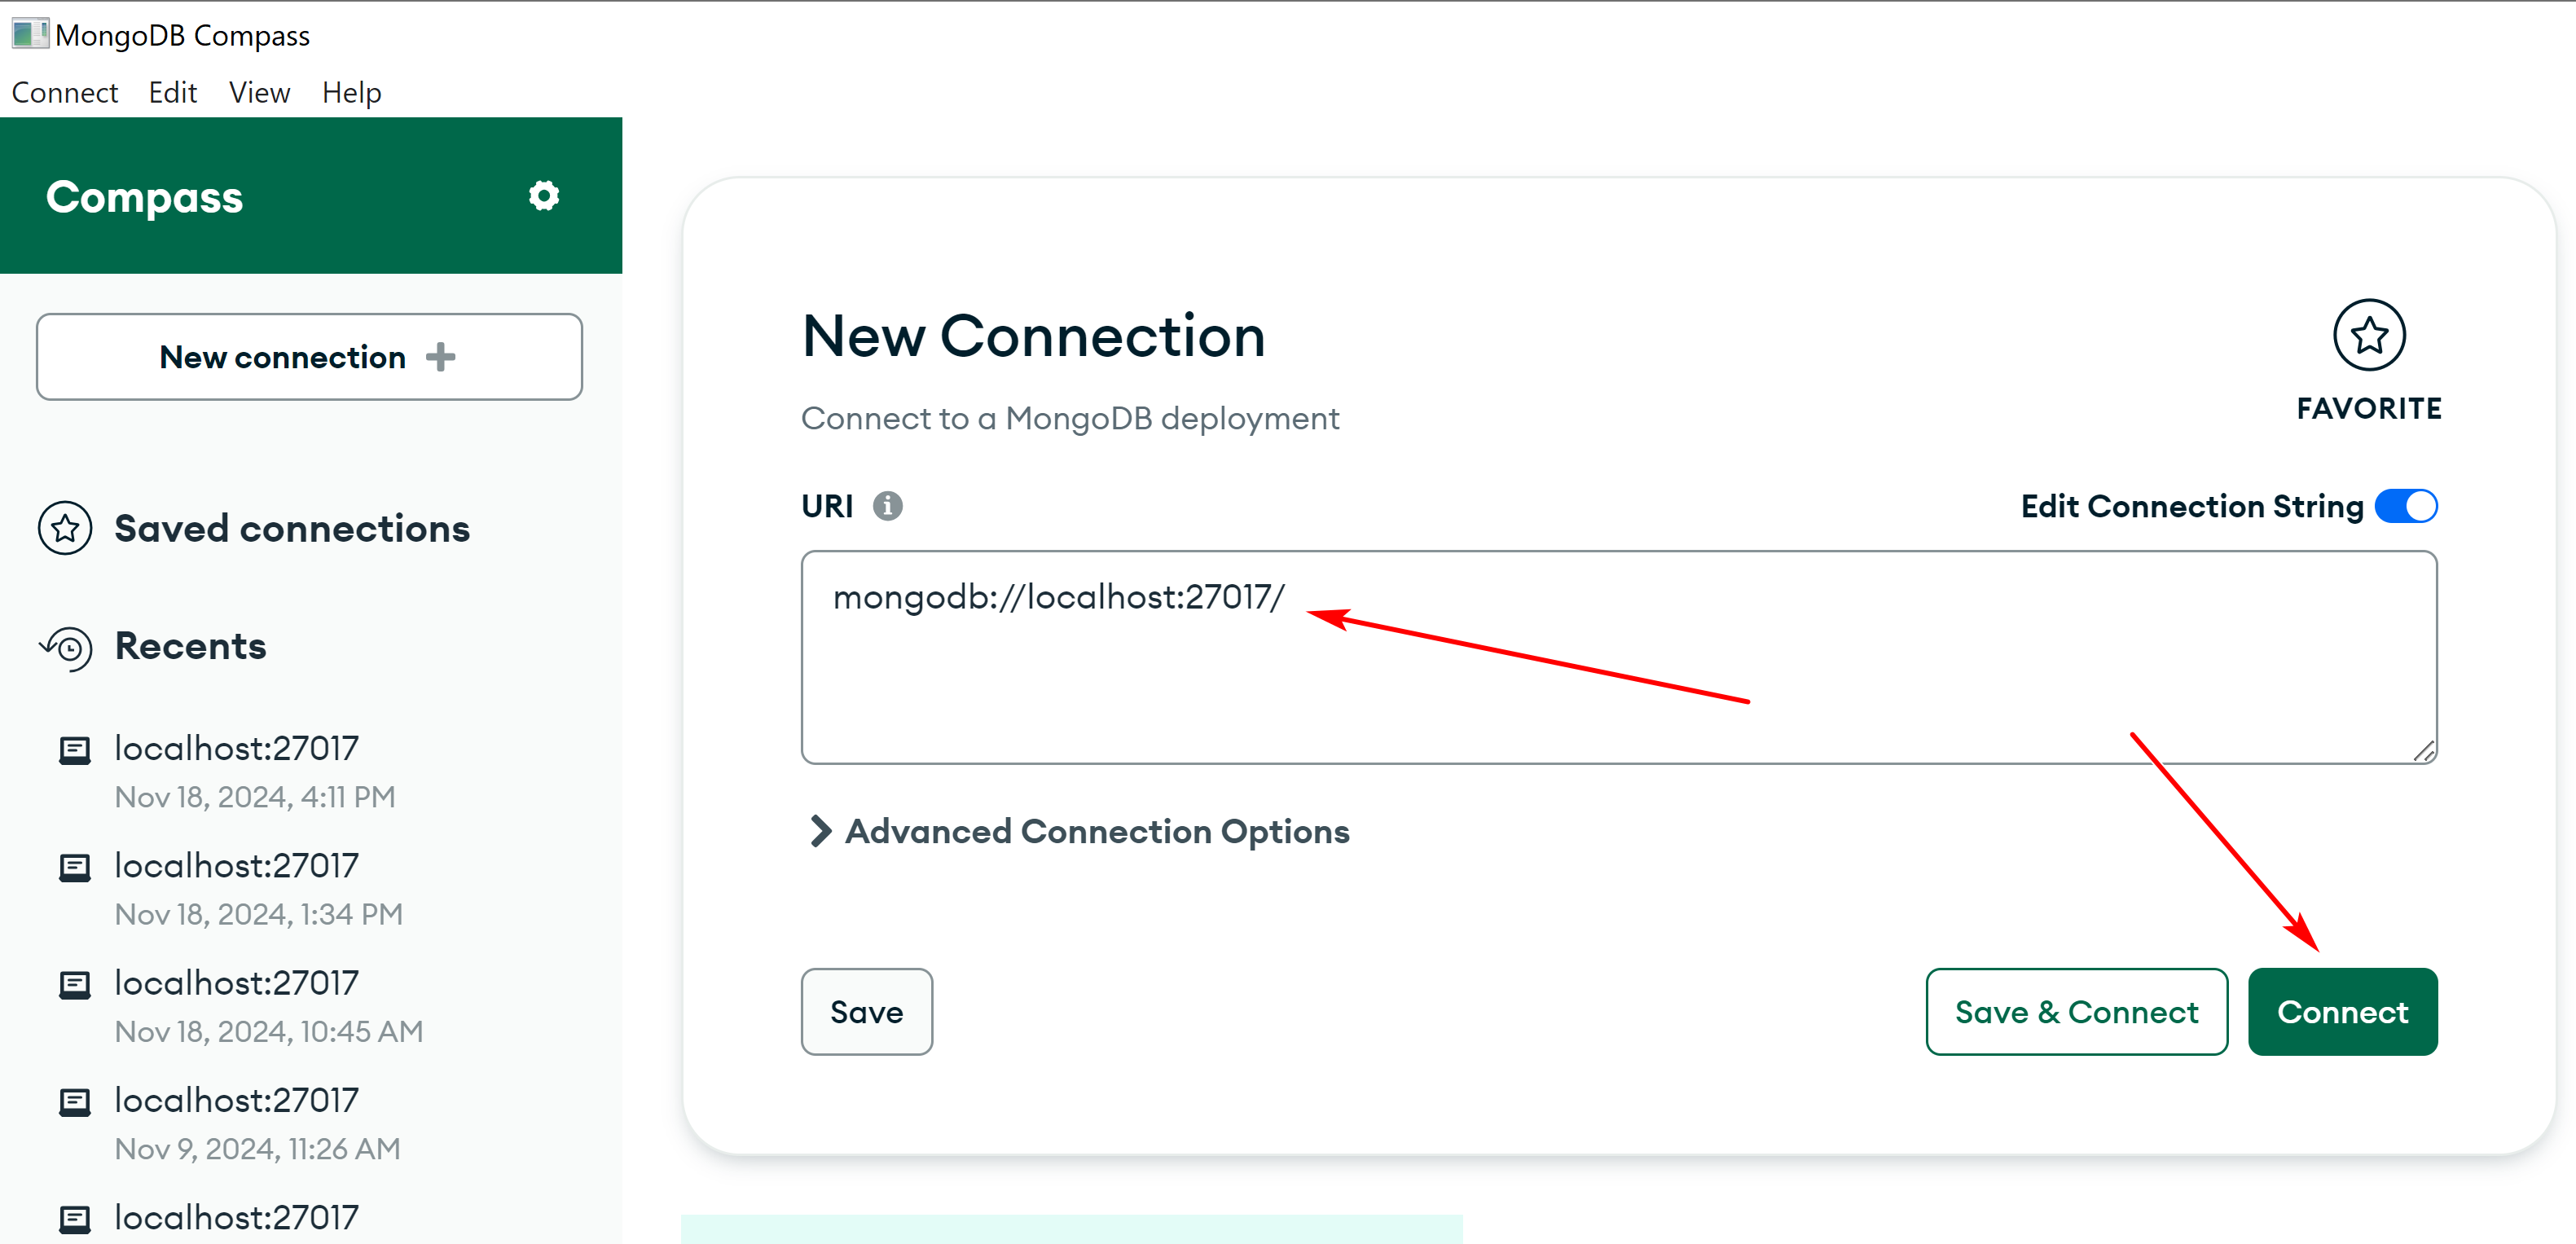 MongoDB Compass
Connect Edit View Help
Compass
New connection
Saved connections
Recents
localhost:27017
Nov 18, 2024, 4:11 PM
localhost:27017
Nov 18, 2024, 1:34 PM
localhost:27017
Nov 18, 2024, 10:45 AM
localhost:27017
Nov 9, 2024, 11:26 AM
localhost:27017
New Connection
FAVORITE
Connect to a MongoDB deployment
URI Edit Connection String
mongodb://localhost:27017/
Advanced Connection Options
Save Save & Connect Connect